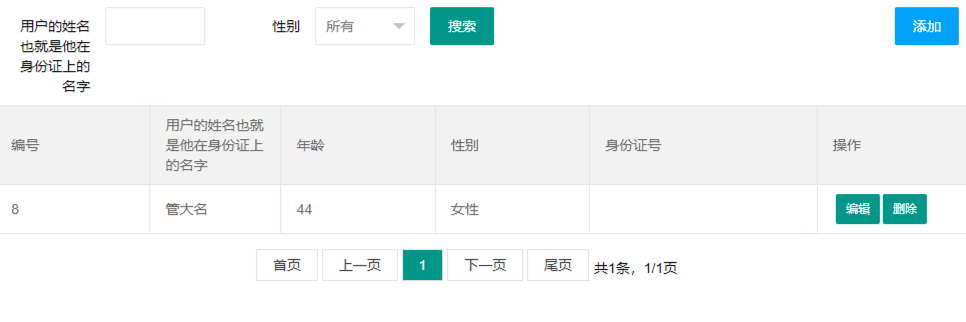 用户的姓名
也就是他在
身份证上的
名字
性别
所有
搜索
添加
编号
用户的姓名也就
是他在身份证上
的名字
年龄
性别
身份证号
操作
8
管大名
44
女性
编辑
删除
首页
上一页
1
下一页
尾页
共1条，1/1页